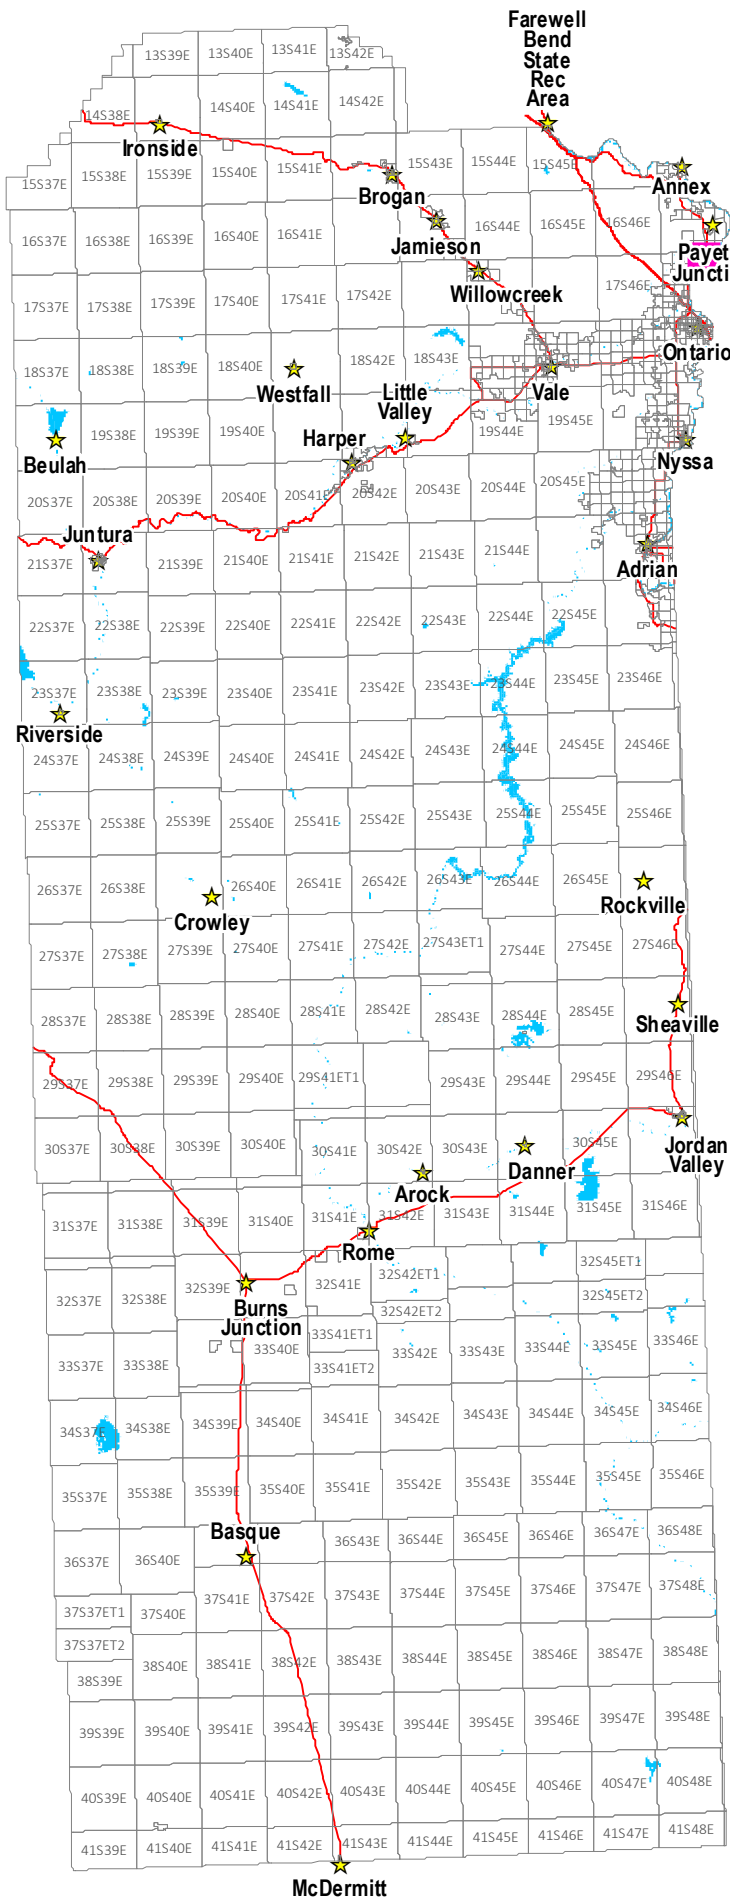 Farewell
Bend
State
Rec
Area
13S39E 13S40E 13S41E 13S42E
14S38E 14S40E 14S41E 14S42E
Ironside
15S37E 15S38E 15S39E 15S40E 15S41E 15S43E 15S44E 15S45E
Brogan
Annex
16S37E 16S38E 16S39E 16S40E 16S41E 16S44E 16S45E 16S46E
Jamieson
Payet
Juncti
Willowcreek
17S37E 17S38E 17S39E 17S40E 17S41E 17S42E 17S46E
Ontario
18S37E 18S38E 18S39E 18S40E 18S42E 18S43E
Westfall
Little
Valley
Vale
19S38E 19S39E 19S40E 19S44E 19S45E
Harper
Beulah
Nyssa
20S37E 20S38E 20S39E 20S40E 20S41E 20S42E 20S43E 20S44E 20S45E
Juntura
21S37E 21S39E 21S40E 21S41E 21S42E 21S43E 21S44E
Adrian
22S37E 22S38E 22S39E 22S40E 22S41E 22S42E 22S43E 22S44E 22S45E
23S37E 23S38E 23S39E 23S40E 23S41E 23S42E 23S43E 23S44E 23S45E 23S46E
Riverside
24S37E 24S38E 24S39E 24S40E 24S41E 24S42E 24S43E 24S44E 24S45E 24S46E
25S37E 25S38E 25S39E 25S40E 25S41E 25S42E 25S43E 25S44E 25S45E 25S46E
26S37E 26S38E 26S40E 26S41E 26S42E 26S43E 26S44E 26S45E
Rockville
Crowley
27S37E 27S38E 27S39E 27S40E 27S41E 27S42E 27S43ET1 27S44E 27S45E 27S46E
28S37E 28S38E 28S39E 28S40E 28S41E 28S42E 28S43E 28S44E 28S45E
Sheaville
29S37E 29S38E 29S39E 29S40E 29S41ET1 29S43E 29S44E 29S45E 29S46E
30S37E 30S38E 30S39E 30S40E 30S41E 30S42E 30S43E 30S45E
Jordan
Valley
Danner
Arock
31S37E 31S38E 31S39E 31S40E 31S41E 31S42E 31S43E 31S44E 31S45E 31S46E
Rome
32S37E 32S38E 32S39E 32S41E 32S42ET1 32S45ET1
32S42ET2 32S45ET2
Burns
Junction
33S37E 33S38E 33S40E 33S41ET1 33S42E 33S43E 33S44E 33S45E 33S46E
33S41ET2
34S37E 34S38E 34S39E 34S40E 34S41E 34S42E 34S43E 34S44E 34S45E 34S46E
35S37E 35S38E 35S39E 35S40E 35S41E 35S42E 35S43E 35S44E 35S45E 35S46E
Basque
36S37E 36S40E 36S43E 36S44E 36S45E 36S46E 36S47E 36S48E
37S37ET1 37S40E 37S41E 37S42E 37S43E 37S44E 37S45E 37S46E 37S47E 37S48E
37S37ET2
38S39E 38S40E 38S41E 38S42E 38S43E 38S44E 38S45E 38S46E 38S47E 38S48E
39S39E 39S40E 39S41E 39S42E 39S43E 39S44E 39S45E 39S46E 39S47E 39S48E
40S39E 40S40E 40S41E 40S42E 40S43E 40S44E 40S45E 40S46E 40S47E 40S48E
41S39E 41S40E 41S41E 41S42E 41S43E 41S44E 41S45E 41S46E 41S47E 41S48E
McDermitt